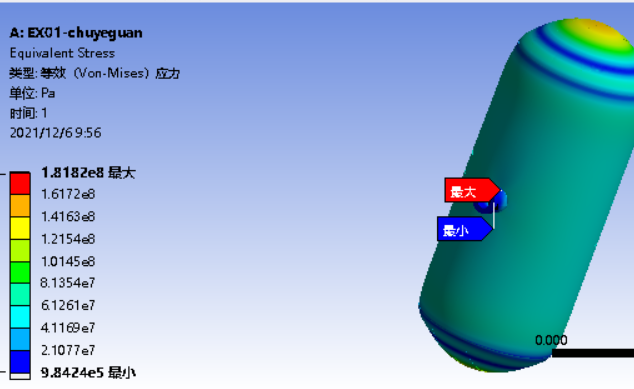 A: EX01-chuyeguan
Equivalent Stress
类型: 等效（Von-Mises）应力
单位: Pa
时间: 1
2021/12/6 9:56
1.8182e8 最大
1.6172e8
1.4163e8
1.2154e8
1.0145e8
8.1354e7
6.1261e7
4.1169e7
2.1077e7
9.8424e5 最小
最大
最小
0.000